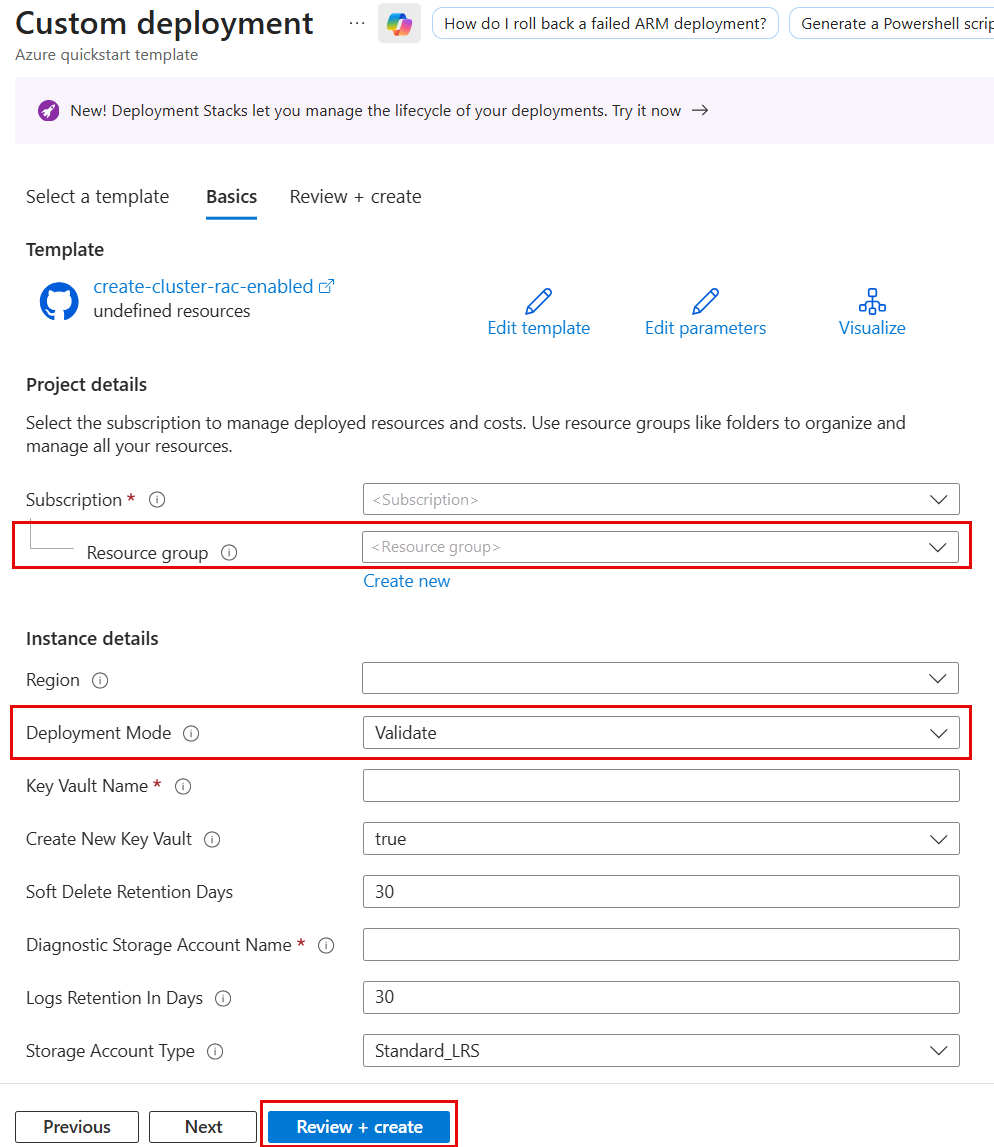 Custom deployment
...
How do I roll back a failed ARM deployment?
Generate a Powershell scrip
Azure quickstart template
New! Deployment Stacks let you manage the lifecycle of your deployments. Try it now →
Select a template
Basics
Review + create
Template
create-cluster-rac-enabled
undefined resources
Edit template
Edit parameters
Visualize
Project details
Select the subscription to manage deployed resources and costs. Use resource groups like folders to organize and
manage all your resources.
Subscription *
<Subscription>
Resource group
<Resource group>
Create new
Instance details
Region
Deployment Mode
Validate
Key Vault Name *
Create New Key Vault
true
Soft Delete Retention Days
30
Diagnostic Storage Account Name *
Logs Retention In Days
30
Storage Account Type
Standard_LRS
Previous
Next
Review + create